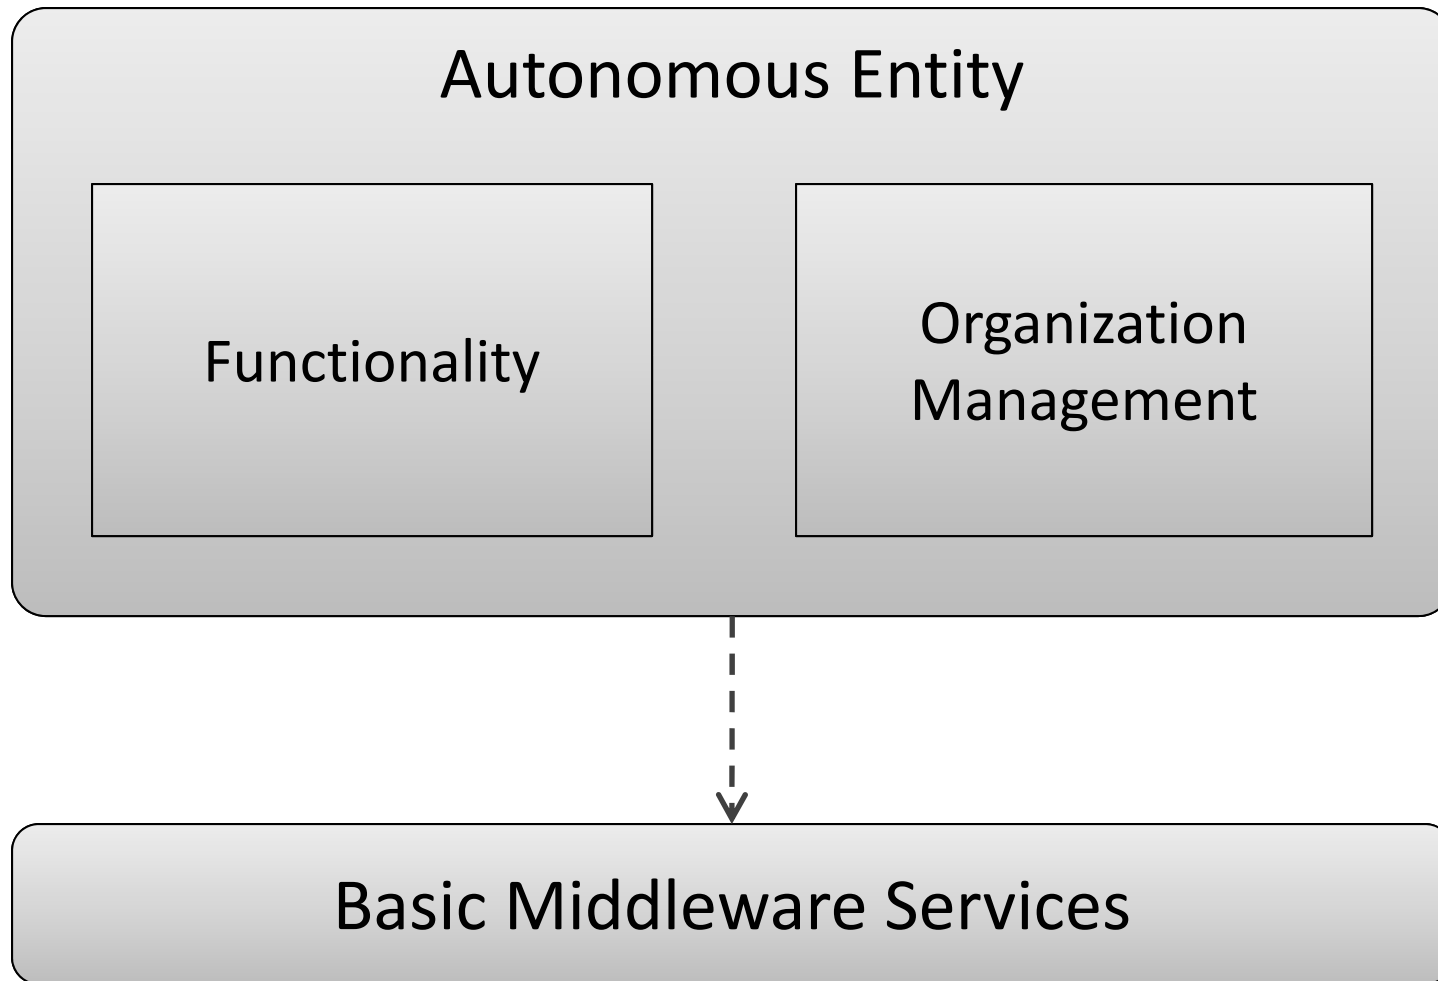 Autonomous Entity
Functionality
Organization
Management
Basic Middleware Services